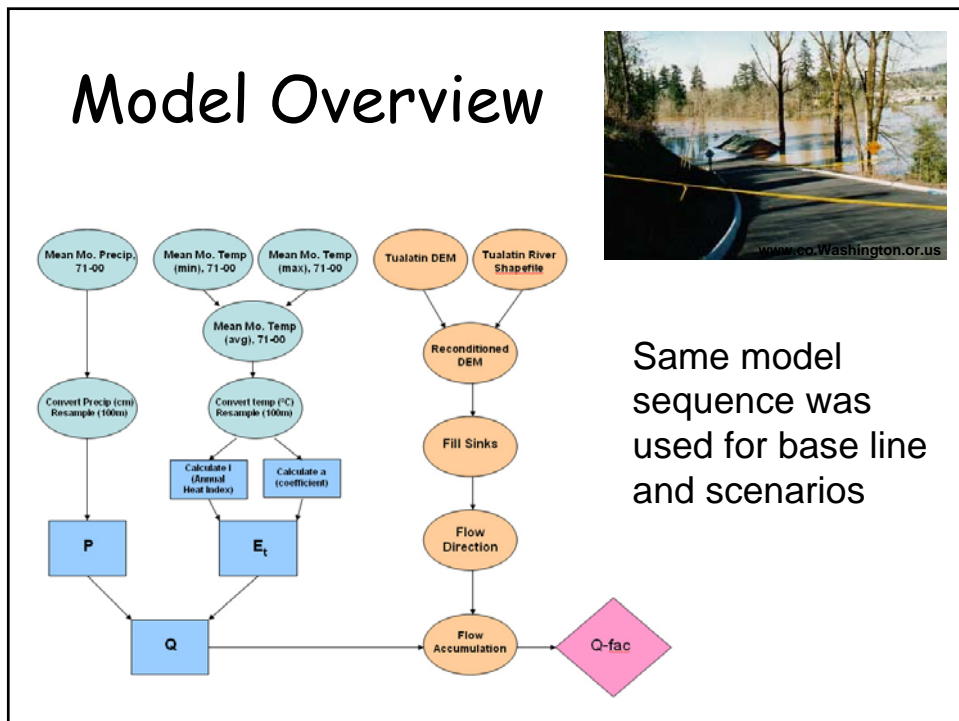 Model Overview
www.co.Washington.or.us
Mean Mo. Precip,
71-00
Mean Mo. Temp
(min), 71-00
Mean Mo. Temp
(max), 71-00
Tualatin DEM
Tualatin River
Shapefile
Mean Mo. Temp
(avg), 71-00
Reconditioned
DEM
Convert Precip (cm)
Resample (100m)
Convert temp (°C)
Resample (100m)
Fill Sinks
Calculate I
(Annual
Heat Index)
Calculate a
(coefficient)
Flow
Direction
P
Et
Q
Flow
Accumulation
Q-fac
Same model
sequence was
used for base line
and scenarios